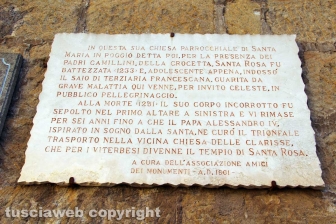 IN QUESTA SUA CHIESA PARROCCHIALE DI SANTA
MARIA IN POGGIO DETTA POI, PER LA PRESENZA DEI
PADRI CAMILLINI, DELLA CROCETTA, SANTA ROSA FU
BATTEZZATA -1233- E, ADOLESCENTE APPENA, INDOSSÒ
IL SAIO DI TERZIARIA FRANCESCANA, GUARITA DA
GRAVE MALATTIA QUI VENNE, PER INVITO CELESTE, IN
PUBBLICO PELLEGRINAGGIO.
ALLA MORTE -1251- IL SUO CORPO INCORROTTO FU
SEPOLTO NEL PRIMO ALTARE A SINISTRA E VI RIMASE
PER SEI ANNI FINO A CHE IL PAPA ALESSANDRO IV,
ISPIRATO IN SOGNO DALLA SANTA, NE CURÒ IL TRIONFALE
TRASPORTO NELLA VICINA CHIESA DELLE CLARISSE,
CHE PER I VITERBESI DIVENNE IL TEMPIO DI SANTA ROSA.
A CURA DELL'ASSOCIAZIONE AMICI
DEI MONUMENTI - A.D. 1981 -
tusciaweb copyright